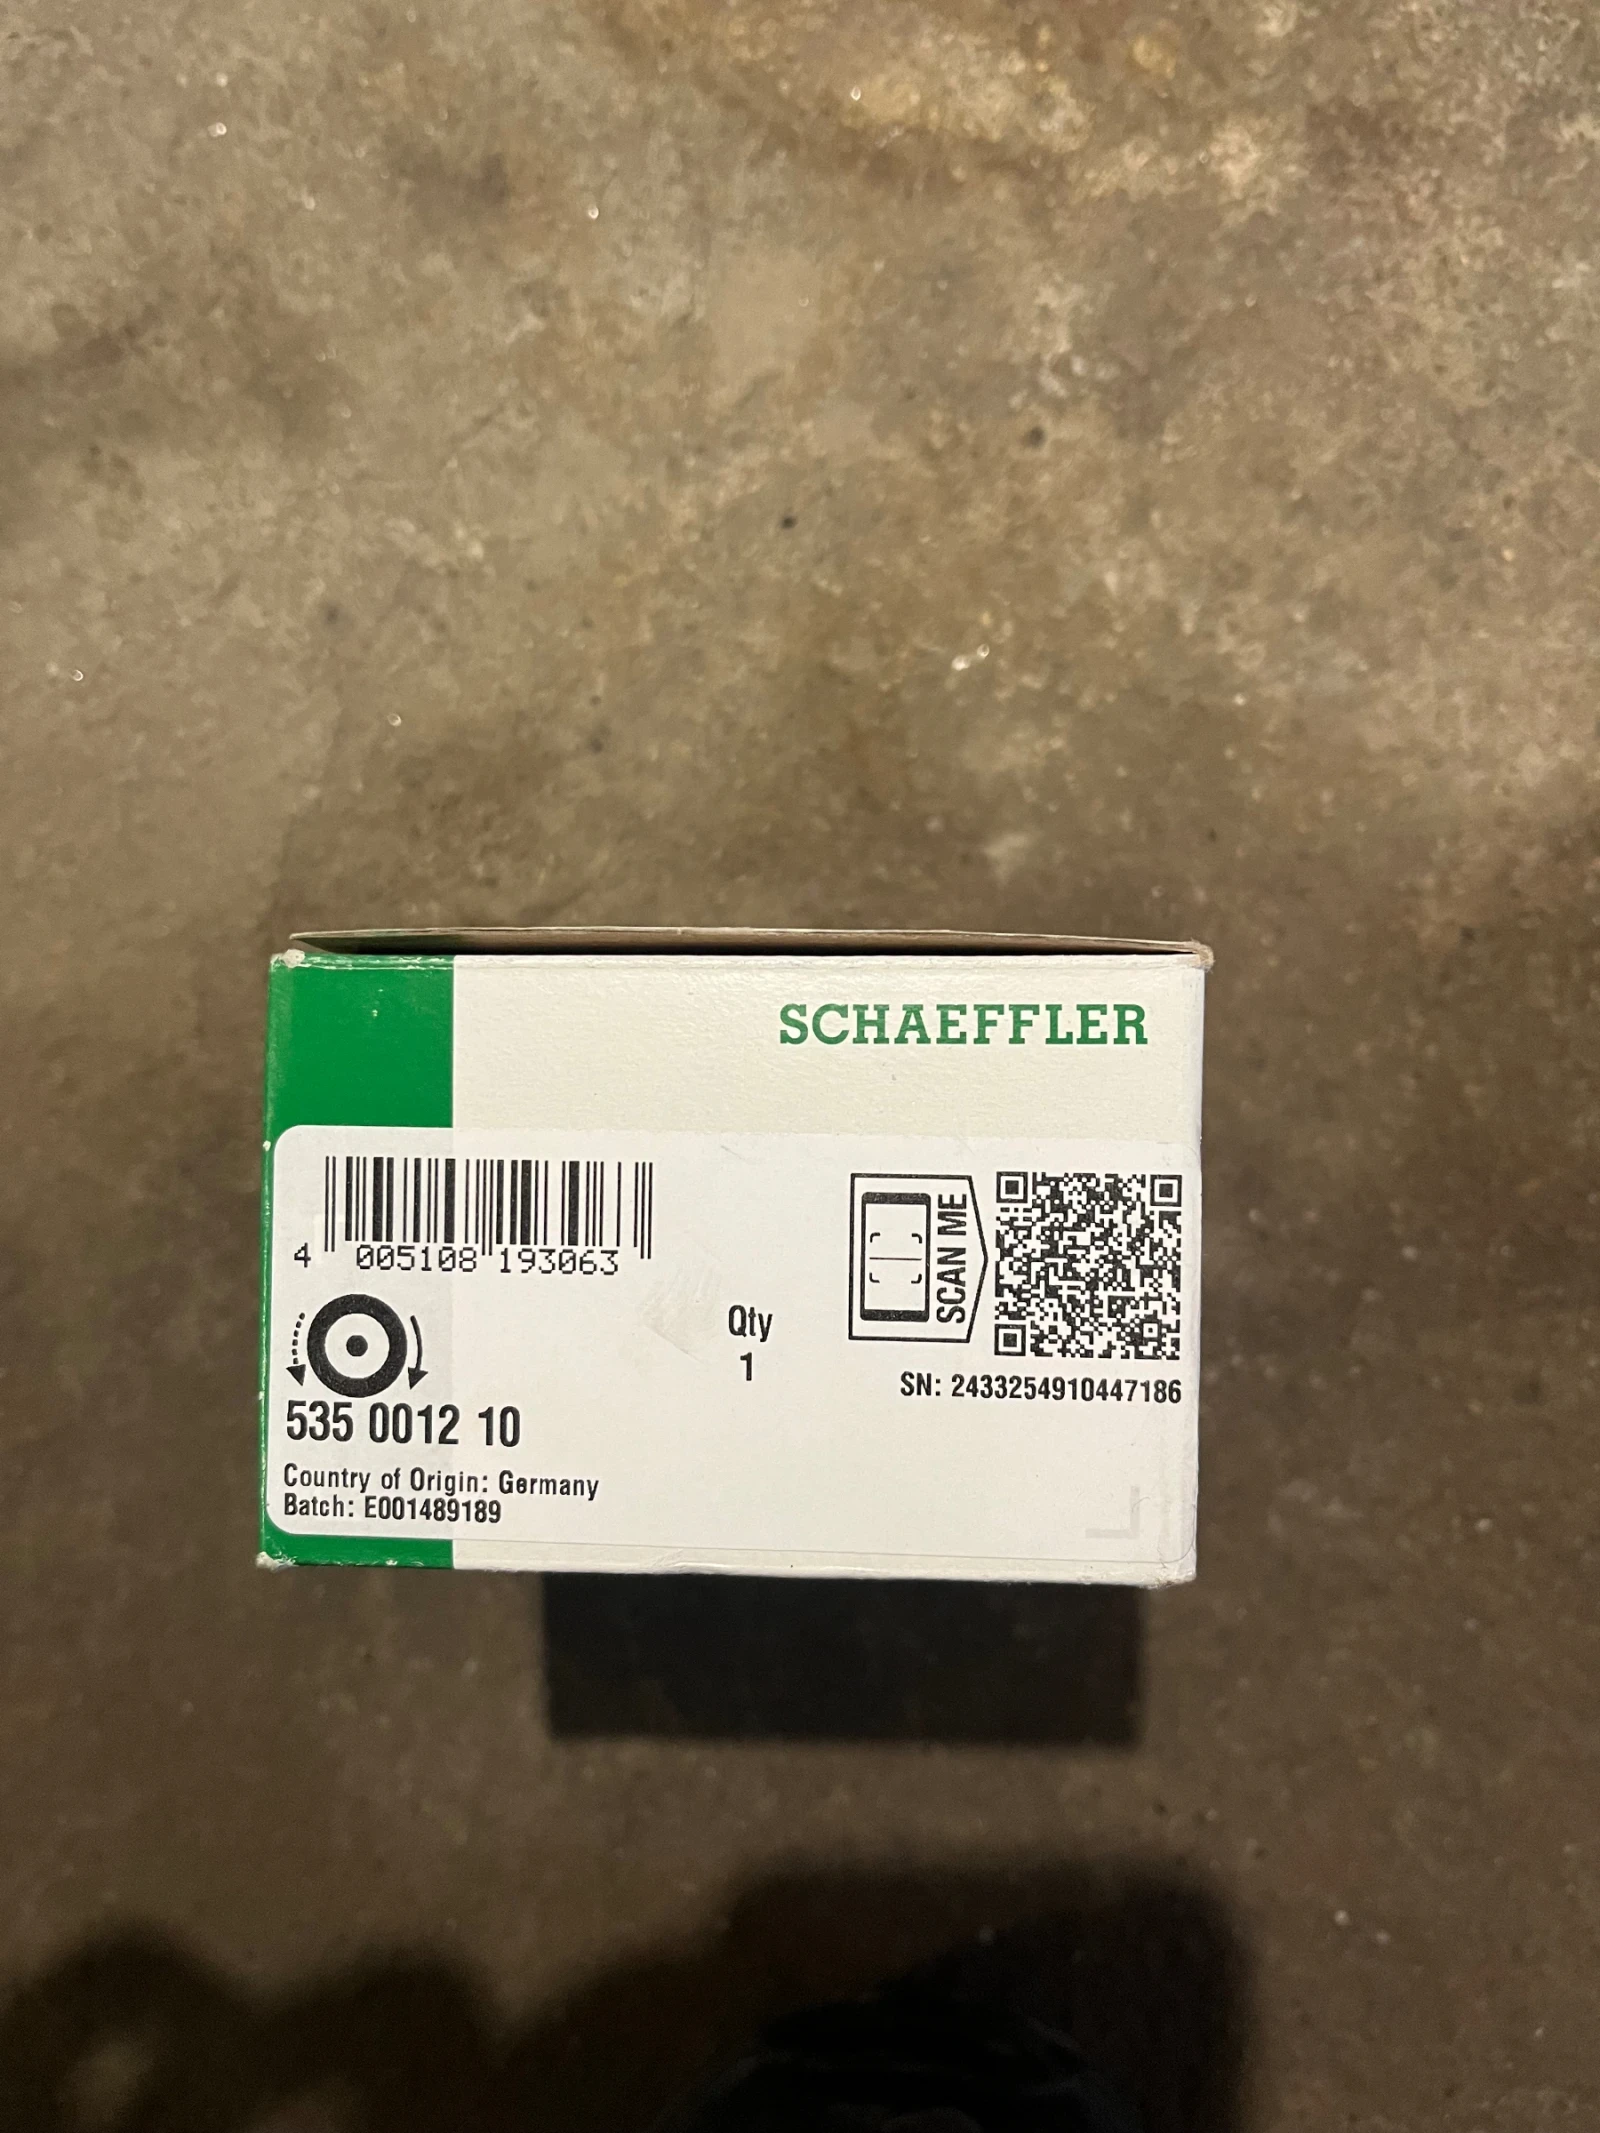 SCHAEFFLER
4 005108 193063
SCAN ME
Qty
1
SN: 2433254910447186
535 0012 10
Country of Origin: Germany
Batch: E001489189